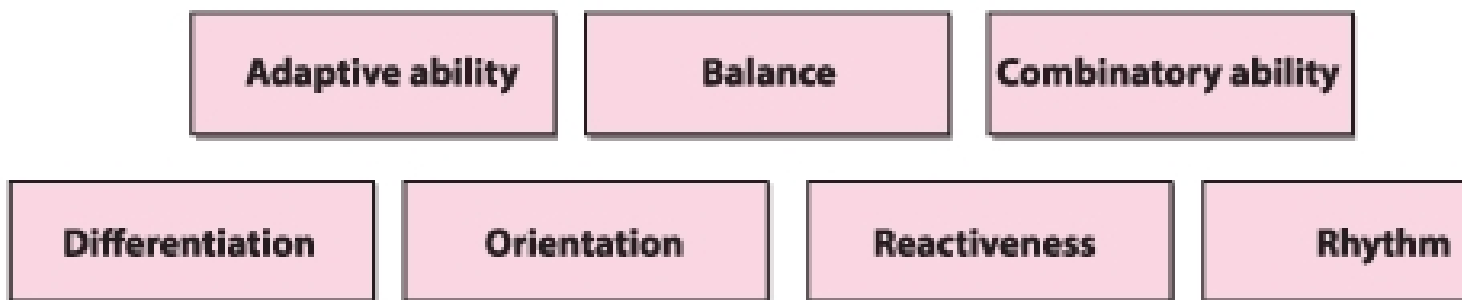 Adaptive ability Balance Combinatory ability
Differentiation Orientation Reactiveness Rhythm